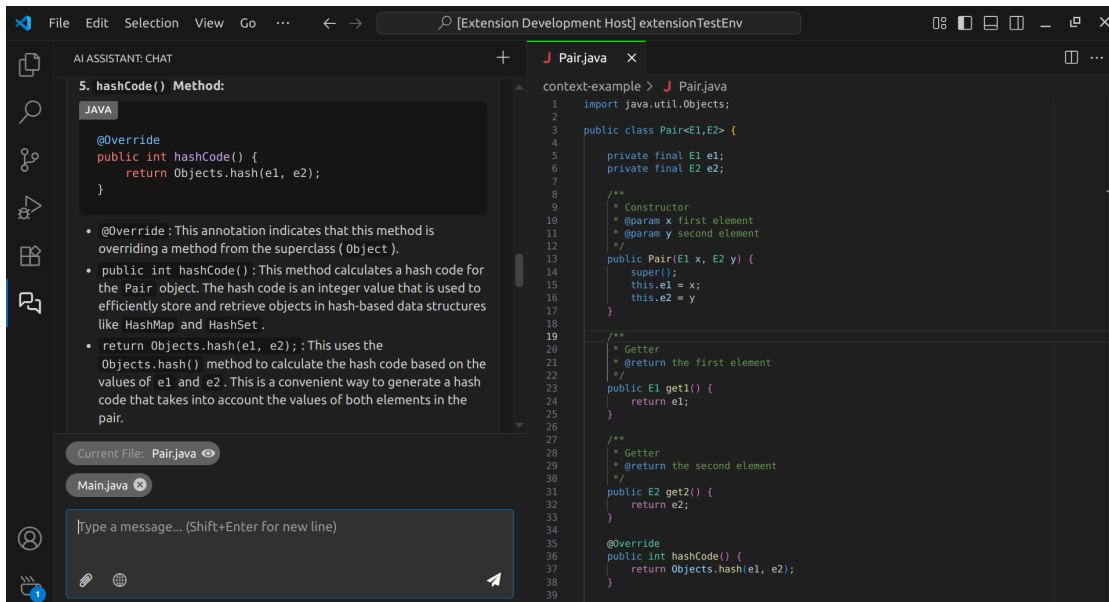 File Edit Selection View Go ··· [Extension Development Host] extensionTestEnv
AI ASSISTANT: CHAT
5. hashCode() Method:
JAVA
@Override
public int hashCode() {
    return Objects.hash(e1, e2);
}
• @Override : This annotation indicates that this method is
overriding a method from the superclass ( Object ).
• public int hashCode() : This method calculates a hash code for
the Pair object. The hash code is an integer value that is used to
efficiently store and retrieve objects in hash-based data structures
like HashMap and HashSet .
• return Objects.hash(e1, e2); : This uses the
Objects.hash() method to calculate the hash code based on the
values of e1 and e2 . This is a convenient way to generate a hash
code that takes into account the values of both elements in the
pair.
Current File: Pair.java
Main.java
Type a message... (Shift+Enter for new line)
1
J Pair.java
context-example > J Pair.java
1 import java.util.Objects;
2
3 public class Pair<E1,E2> {
4
5     private final E1 e1;
6     private final E2 e2;
7
8     /**
9      * Constructor
10      * @param x first element
11      * @param y second element
12      */
13     public Pair(E1 x, E2 y) {
14         super();
15         this.e1 = x;
16         this.e2 = y
17     }
18
19     /**
20      * Getter
21      * @return the first element
22      */
23     public E1 get1() {
24         return e1;
25     }
26
27     /**
28      * Getter
29      * @return the second element
30      */
31     public E2 get2() {
32         return e2;
33     }
34
35     @Override
36     public int hashCode() {
37         return Objects.hash(e1, e2);
38     }
39